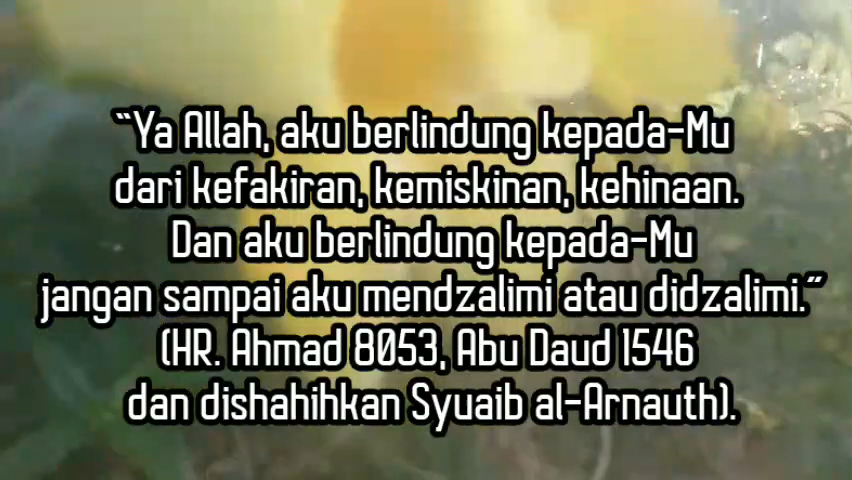 “Ya Allah, aku berlindung kepada-Mu
dari kefakiran, kemiskinan, kehinaan.
Dan aku berlindung kepada-Mu
jangan sampai aku mendzalimi atau didzalimi.”
(HR. Ahmad 8053, Abu Daud 1546
dan dishahihkan Syuaib al-Arnauth).